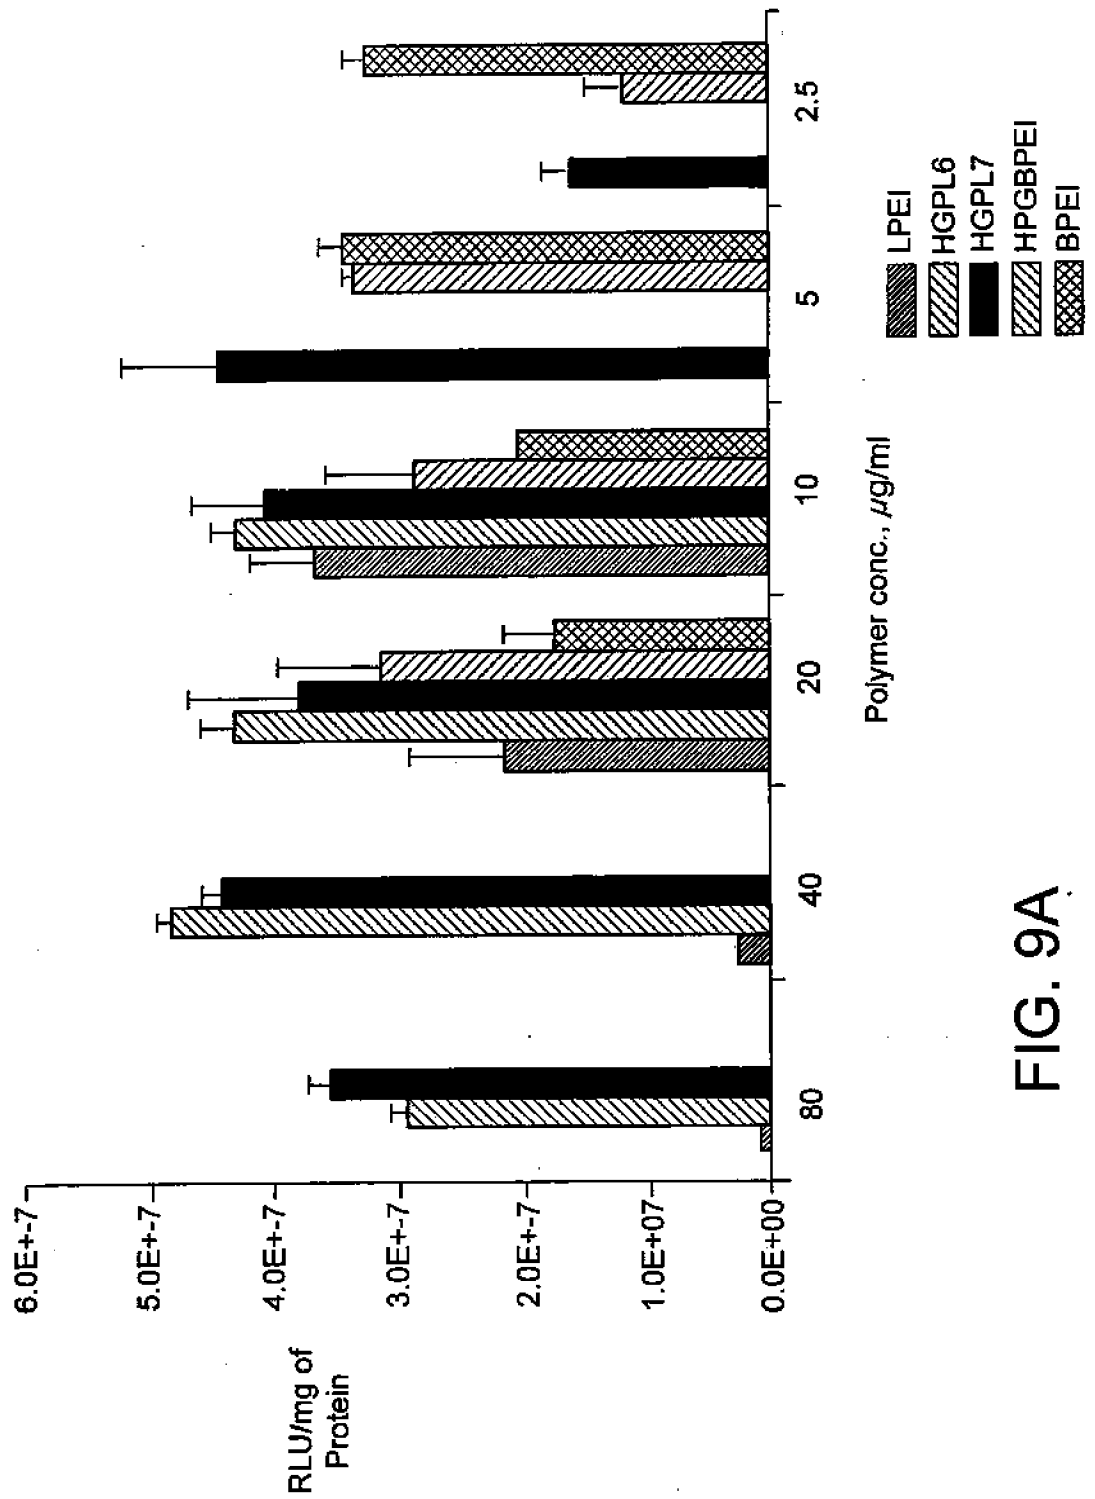 6.0E+-7
5.0E+-7
4.0E+-7
3.0E+-7
2.0E+-7
1.0E+07
0.0E+00
RLU/mg of
Protein
80
40
20
10
5
2.5
Polymer conc., μg/ml
LPEI
HGPL6
HGPL7
HPGBPEI
BPEI
FIG. 9A